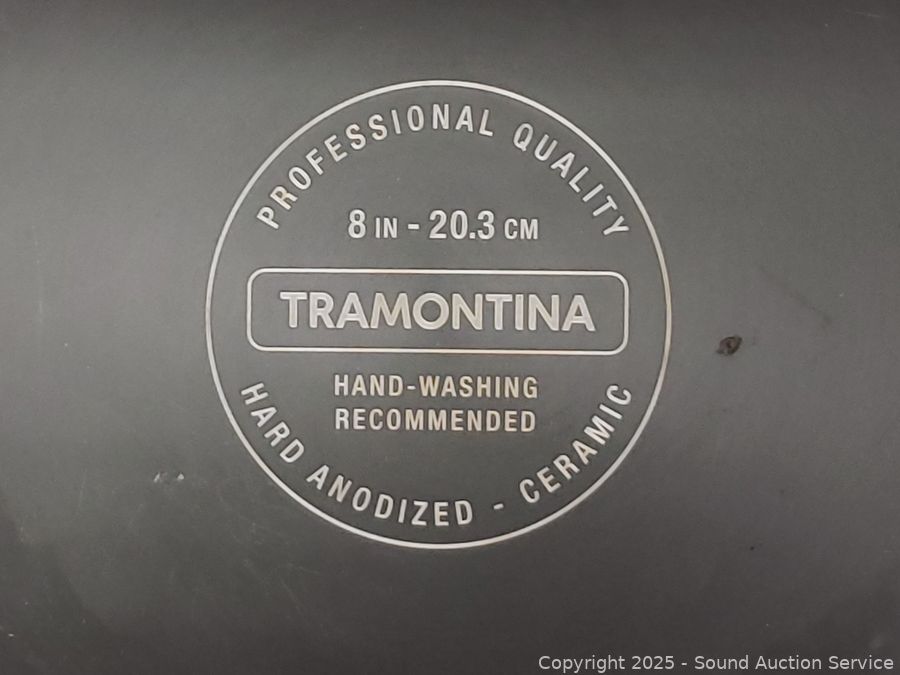 PROFESSIONAL QUALITY
8 IN - 20.3 CM
TRAMONTINA
HAND-WASHING
RECOMMENDED
HARD ANODIZED - CERAMIC
Copyright 2025 - Sound Auction Service